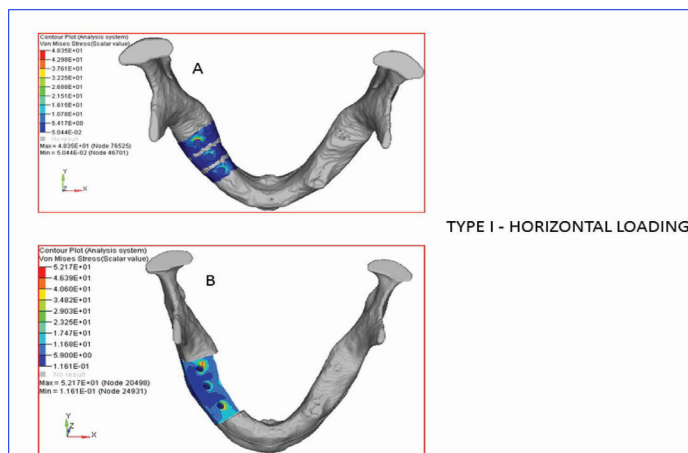 Contour Plot (Analysis system)
Von Mises Stress(Scalar value)
4.835E+01
4.298E+01
3.761E+01
3.225E+01
2.688E+01
2.151E+01
1.615E+01
1.078E+01
5.417E+00
5.044E-02
No result
Max = 4.835E+01 (Node 76525)
Min = 5.044E-02 (Node 46701)
Y
Z
X
A
TYPE I - HORIZONTAL LOADING
Contour Plot (Analysis system)
Von Mises Stress(Scalar value)
5.217E+01
4.639E+01
4.060E+01
3.482E+01
2.903E+01
2.325E+01
1.747E+01
1.168E+01
5.900E+00
1.161E-01
No result
Max = 5.217E+01 (Node 20498)
Min = 1.161E-01 (Node 24931)
Y
Z
X
B